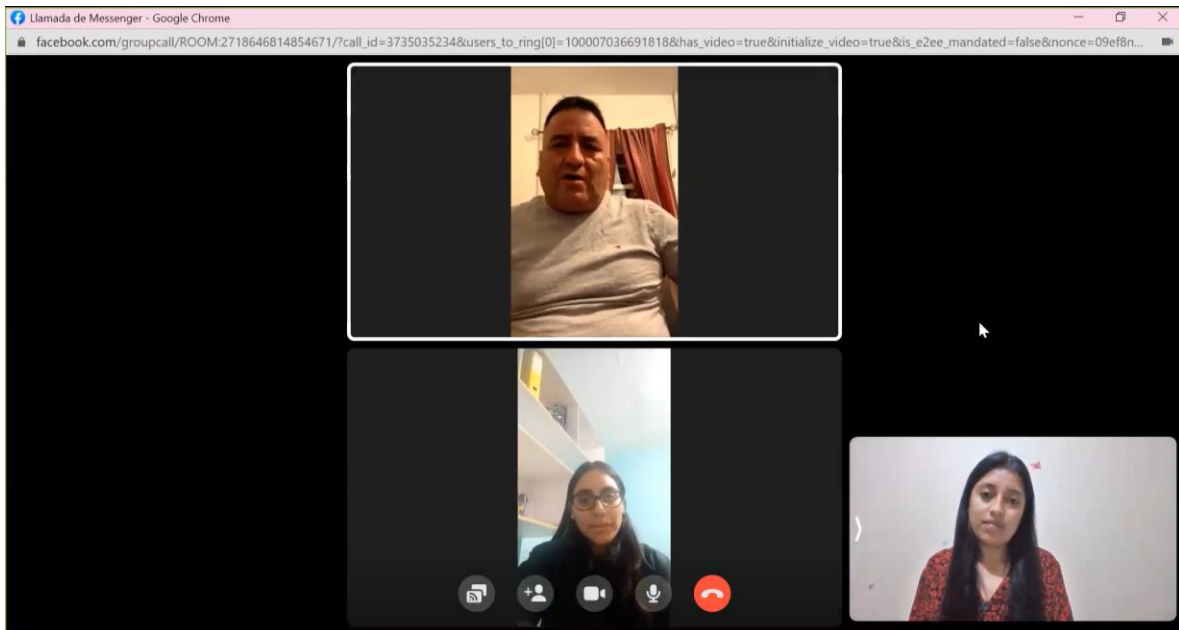 Llamada de Messenger - Google Chrome
facebook.com/groupcall/ROOM:2718646814854671/?call_id=3735035234&users_to_ring[0]=100007036691818&has_video=true&initialize_video=true&is_e2ee_mandated=false&nonce=09ef8n...